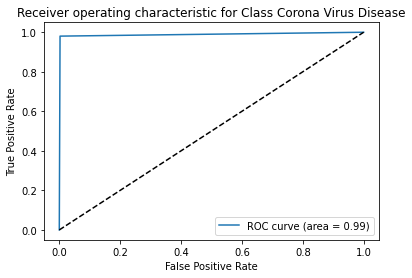 Receiver operating characteristic for Class Corona Virus Disease
1.0
0.8
0.6
0.4
0.2
0.0
True Positive Rate
ROC curve (area = 0.99)
0.0 0.2 0.4 0.6 0.8 1.0
False Positive Rate